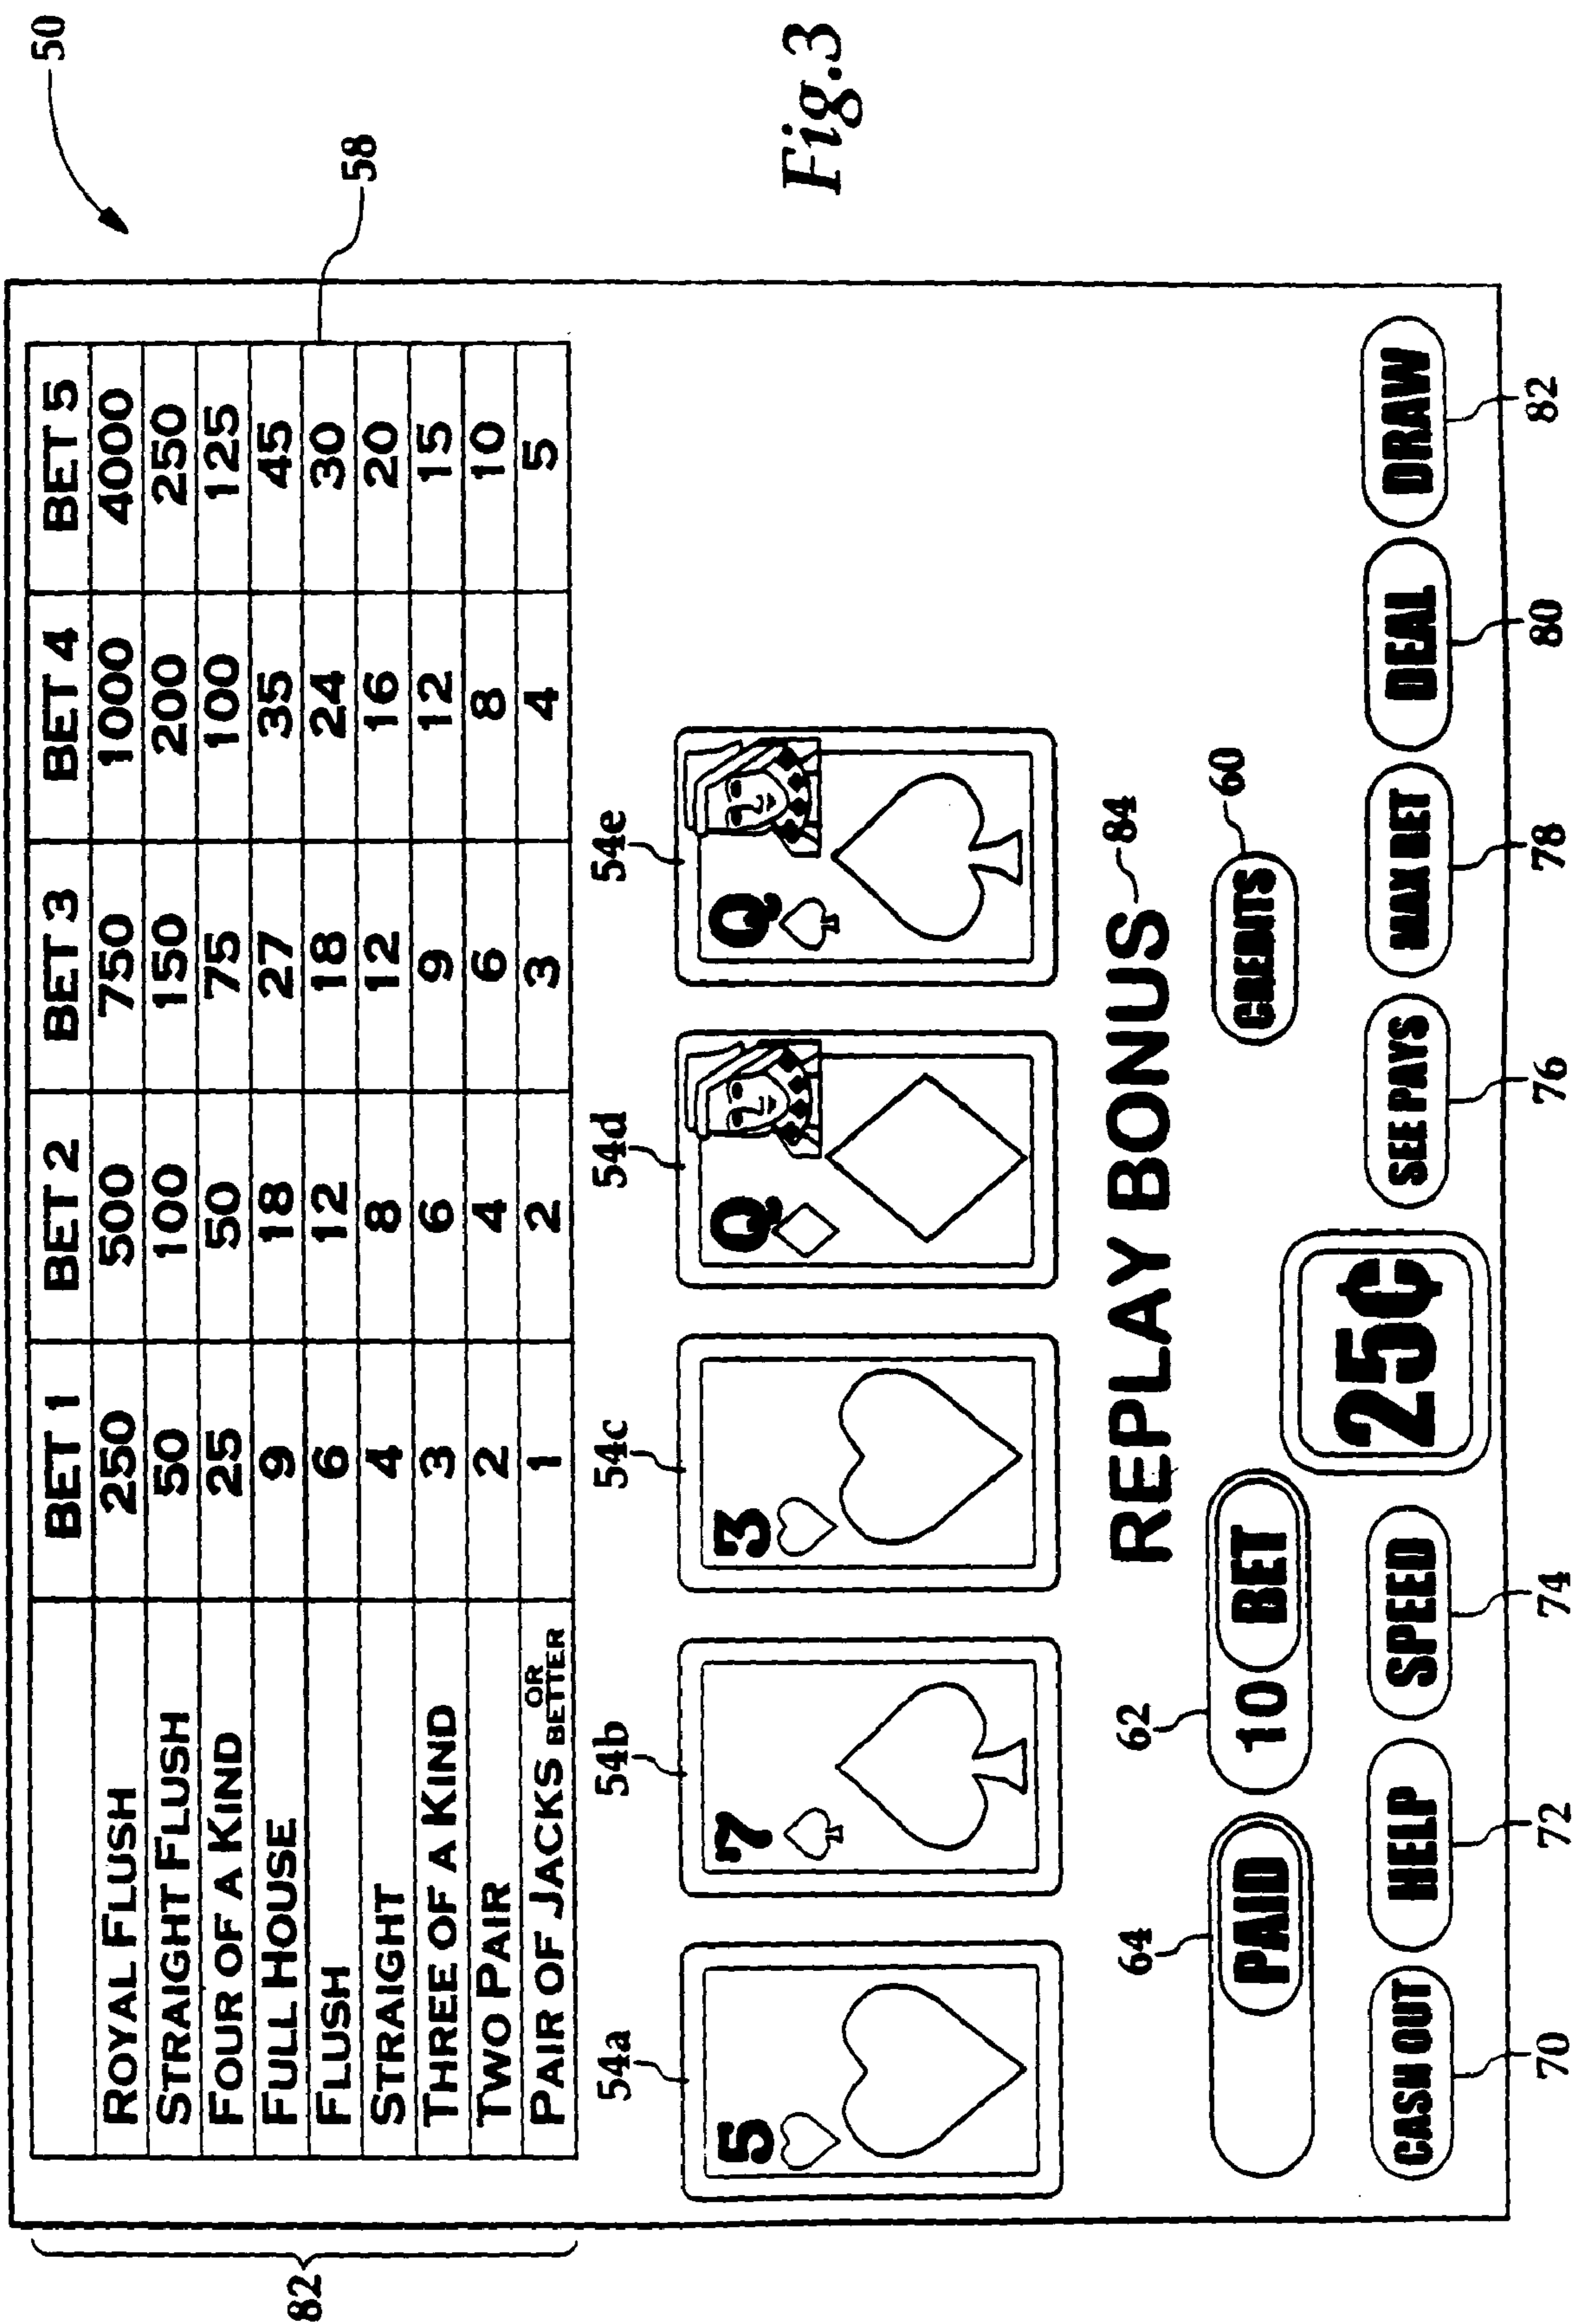 50
58
82
BET 1 BET 2 BET 3 BET 4 BET 5
ROYAL FLUSH 250 500 750 1000 4000
STRAIGHT FLUSH 50 100 150 200 250
FOUR OF A KIND 25 50 75 100 125
FULL HOUSE 9 18 27 35 45
FLUSH 6 12 18 24 30
STRAIGHT 4 8 12 16 20
THREE OF A KIND 3 6 9 12 15
TWO PAIR 2 4 6 8 10
PAIR OF JACKS OR BETTER 1 2 3 4 5
54a 54b 54c 54d 54e
5 7 3 Q Q
Fig.3
REPLAY BONUS 84
64 62 60
PAID 10 BET CREDITS
25¢
CASH OUT HELP SPEED SEE PAYS MAX BET DEAL DRAW
70 72 74 76 78 80 82